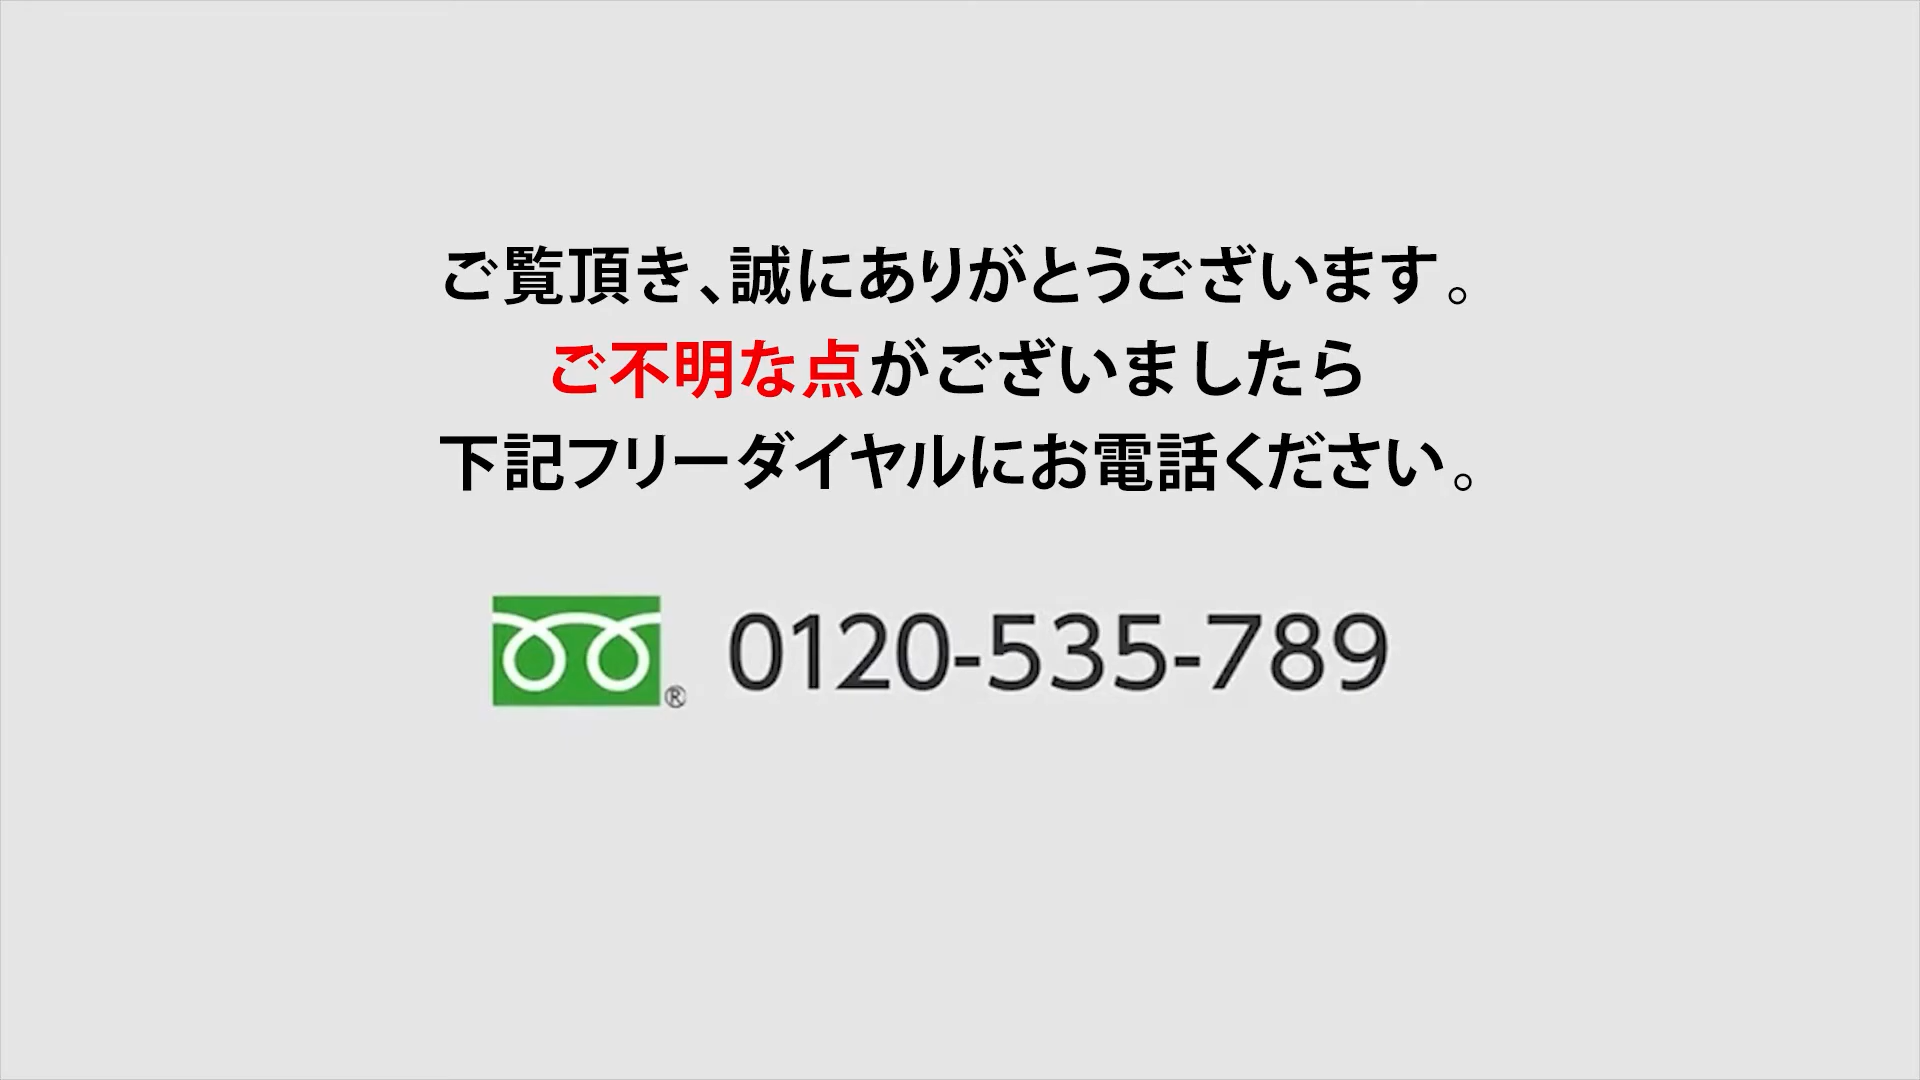 ご覧頂き、誠にありがとうございます。
ご不明な点がございましたら
下記フリーダイヤルにお電話ください。
® 0120-535-789